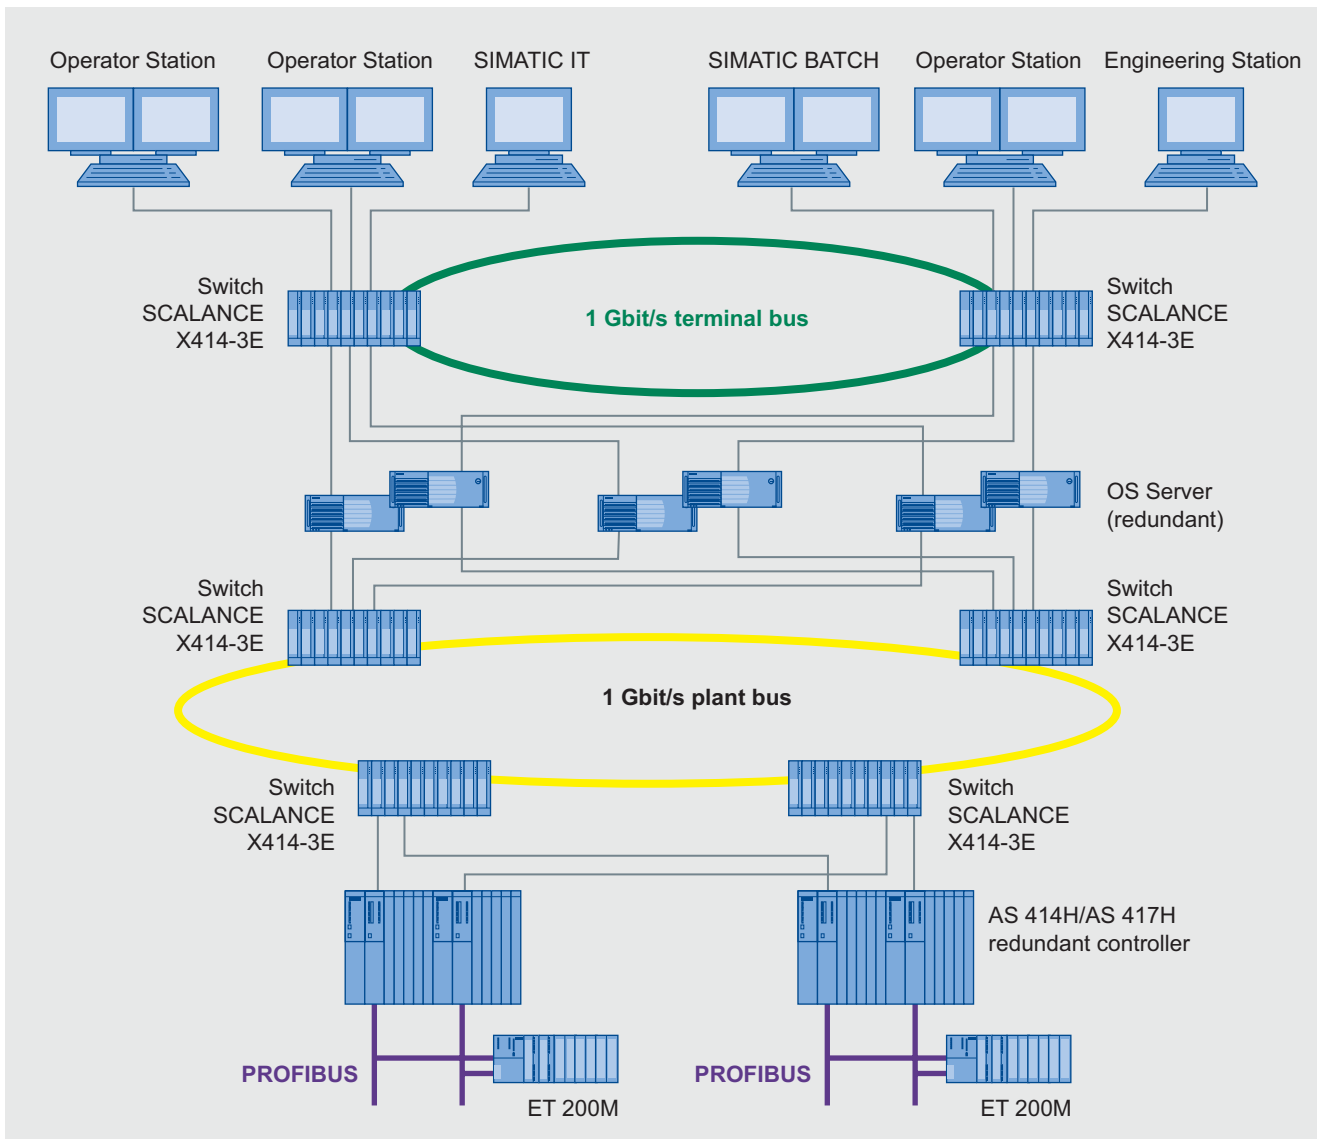 Operator Station
Operator Station
SIMATIC IT
SIMATIC BATCH
Operator Station
Engineering Station
Switch
SCALANCE
X414-3E
1 Gbit/s terminal bus
Switch
SCALANCE
X414-3E
OS Server
(redundant)
Switch
SCALANCE
X414-3E
Switch
SCALANCE
X414-3E
1 Gbit/s plant bus
Switch
SCALANCE
X414-3E
Switch
SCALANCE
X414-3E
AS 414H/AS 417H
redundant controller
PROFIBUS
ET 200M
PROFIBUS
ET 200M